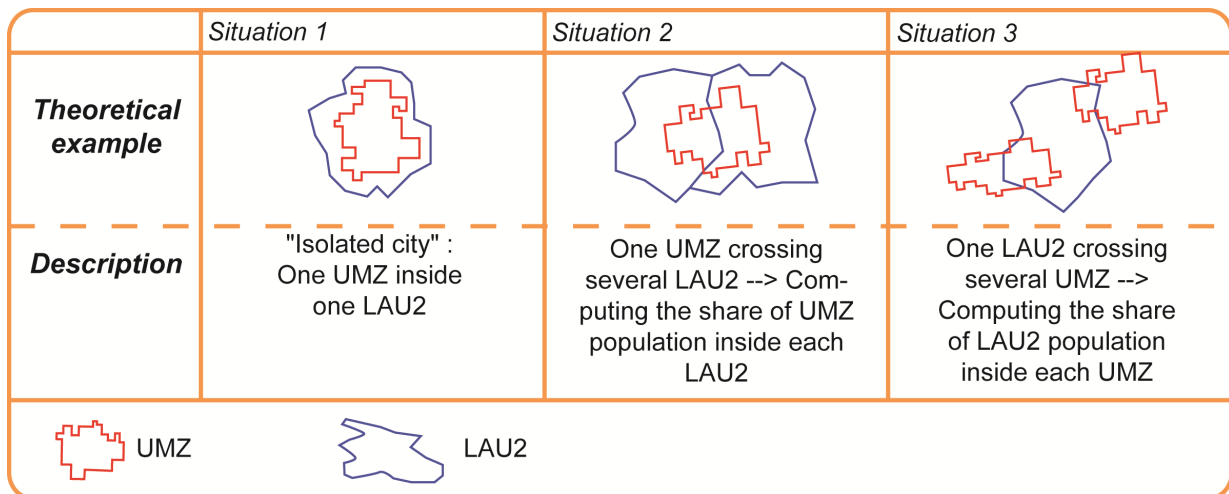 Situation 1
Situation 2
Situation 3
Theoretical
example
Description
"Isolated city" :
One UMZ inside
one LAU2
One UMZ crossing
several LAU2 --> Com-
puting the share of UMZ
population inside each
LAU2
One LAU2 crossing
several UMZ -->
Computing the share
of LAU2 population
inside each UMZ
UMZ
LAU2